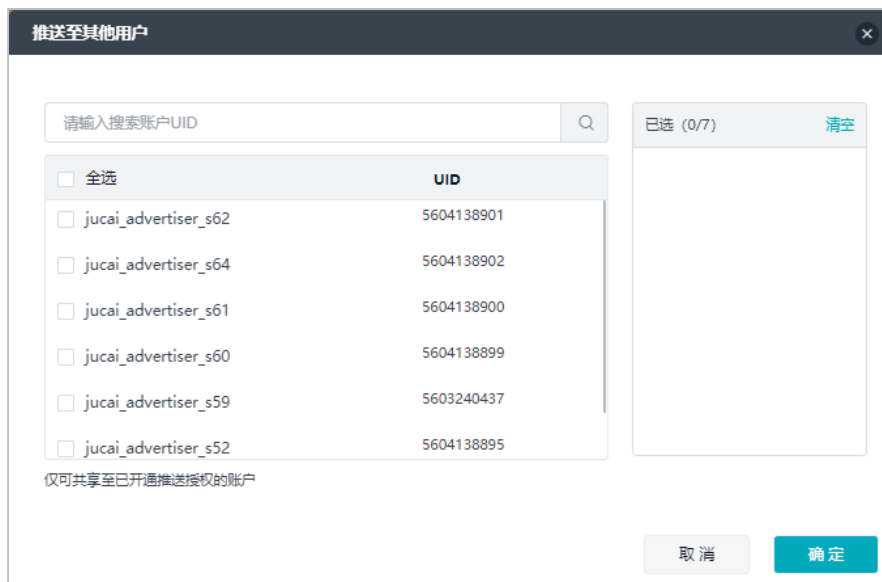 推送至其他用户
请输入搜索账户UID
已选 (0/7) 清空
全选 UID
jucai_advertiser_s62 5604138901
jucai_advertiser_s64 5604138902
jucai_advertiser_s61 5604138900
jucai_advertiser_s60 5604138899
jucai_advertiser_s59 5603240437
jucai_advertiser_s52 5604138895
仅可共享至已开通推送授权的账户
取消 确定